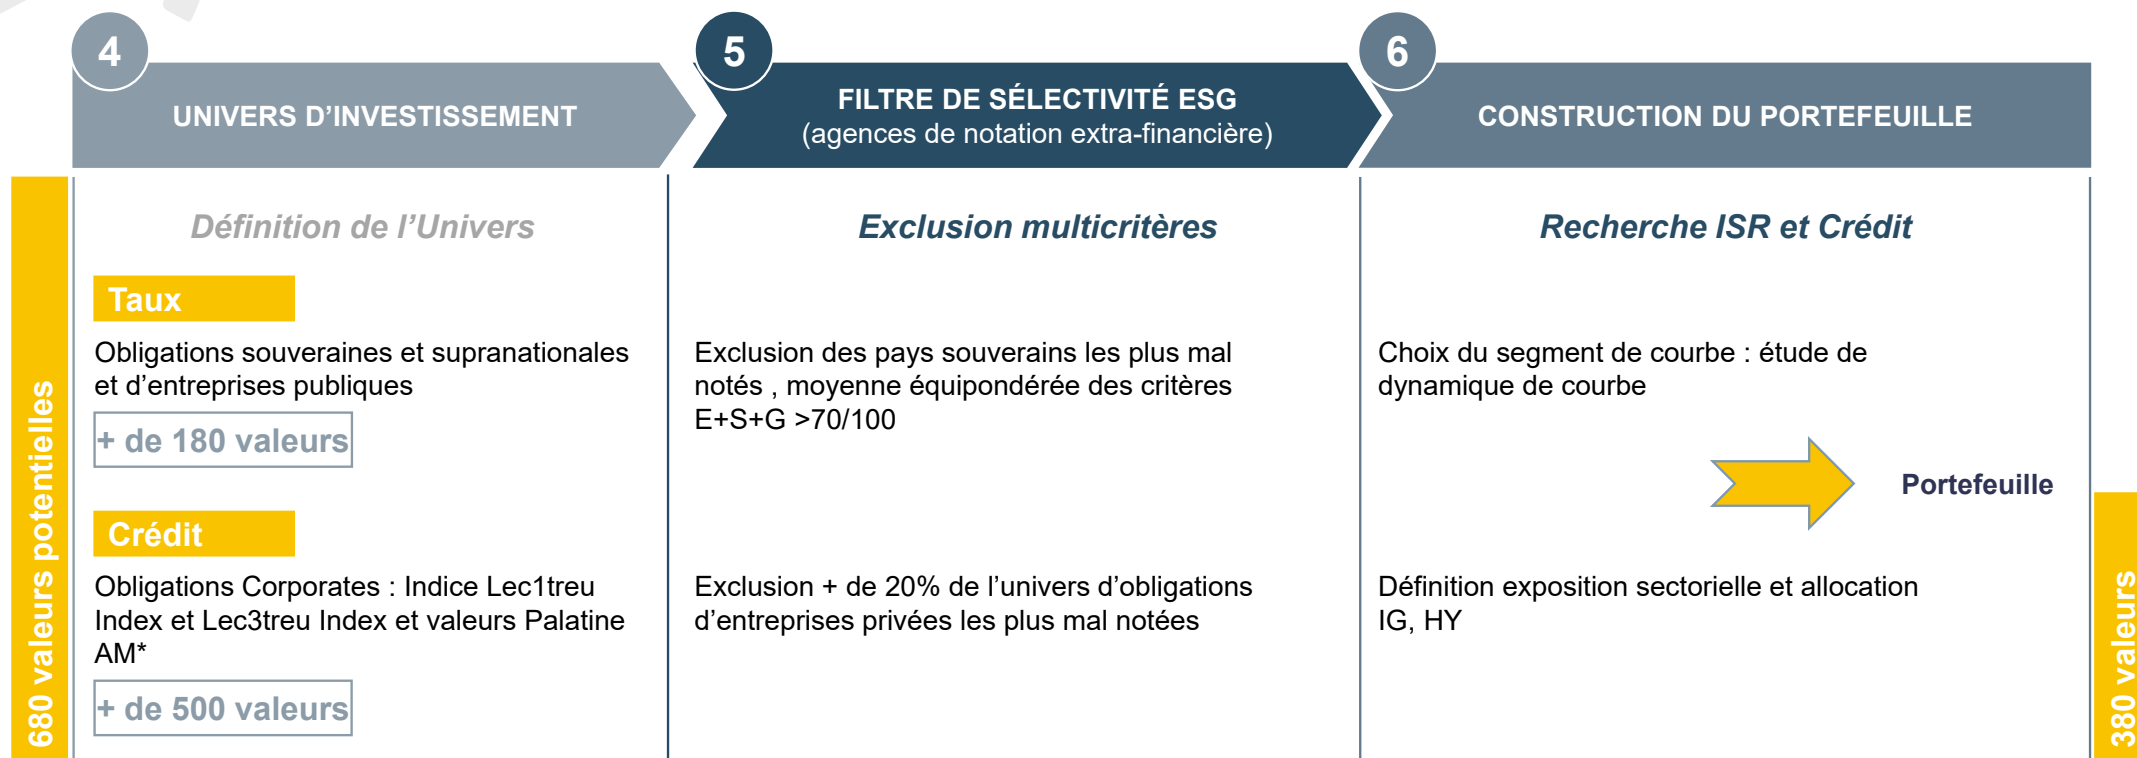 4
UNIVERS D’INVESTISSEMENT
5
FILTRE DE SÉLECTIVITÉ ESG
(agences de notation extra-financière)
6
CONSTRUCTION DU PORTEFEUILLE
680 valeurs potentielles
Définition de l’Univers
Taux
Obligations souveraines et supranationales
et d’entreprises publiques
+ de 180 valeurs
Crédit
Obligations Corporates : Indice Lec1treu
Index et Lec3treu Index et valeurs Palatine
AM*
+ de 500 valeurs
Exclusion multicritères
Exclusion des pays souverains les plus mal
notés , moyenne équipondérée des critères
E+S+G >70/100
Exclusion + de 20% de l’univers d’obligations
d’entreprises privées les plus mal notées
Recherche ISR et Crédit
Choix du segment de courbe : étude de
dynamique de courbe
Portefeuille
Définition exposition sectorielle et allocation
IG, HY
380 valeurs